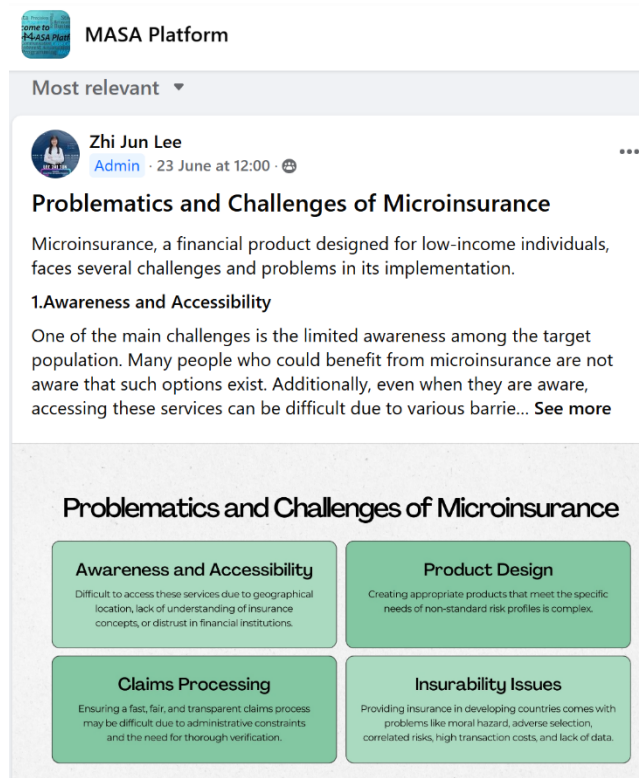 MASA Platform
Most relevant
Zhi Jun Lee
Admin · 23 June at 12:00 ·
Problematics and Challenges of Microinsurance
Microinsurance, a financial product designed for low-income individuals,
faces several challenges and problems in its implementation.
1.Awareness and Accessibility
One of the main challenges is the limited awareness among the target
population. Many people who could benefit from microinsurance are not
aware that such options exist. Additionally, even when they are aware,
accessing these services can be difficult due to various barrie... See more
Problematics and Challenges of Microinsurance
Awareness and Accessibility
Difficult to access these services due to geographical
location, lack of understanding of insurance
concepts, or distrust in financial institutions.
Product Design
Creating appropriate products that meet the specific
needs of non-standard risk profiles is complex.
Claims Processing
Ensuring a fast, fair, and transparent claims process
may be difficult due to administrative constraints
and the need for thorough verification.
Insurability Issues
Providing insurance in developing countries comes with
problems like moral hazard, adverse selection,
correlated risks, high transaction costs, and lack of data.